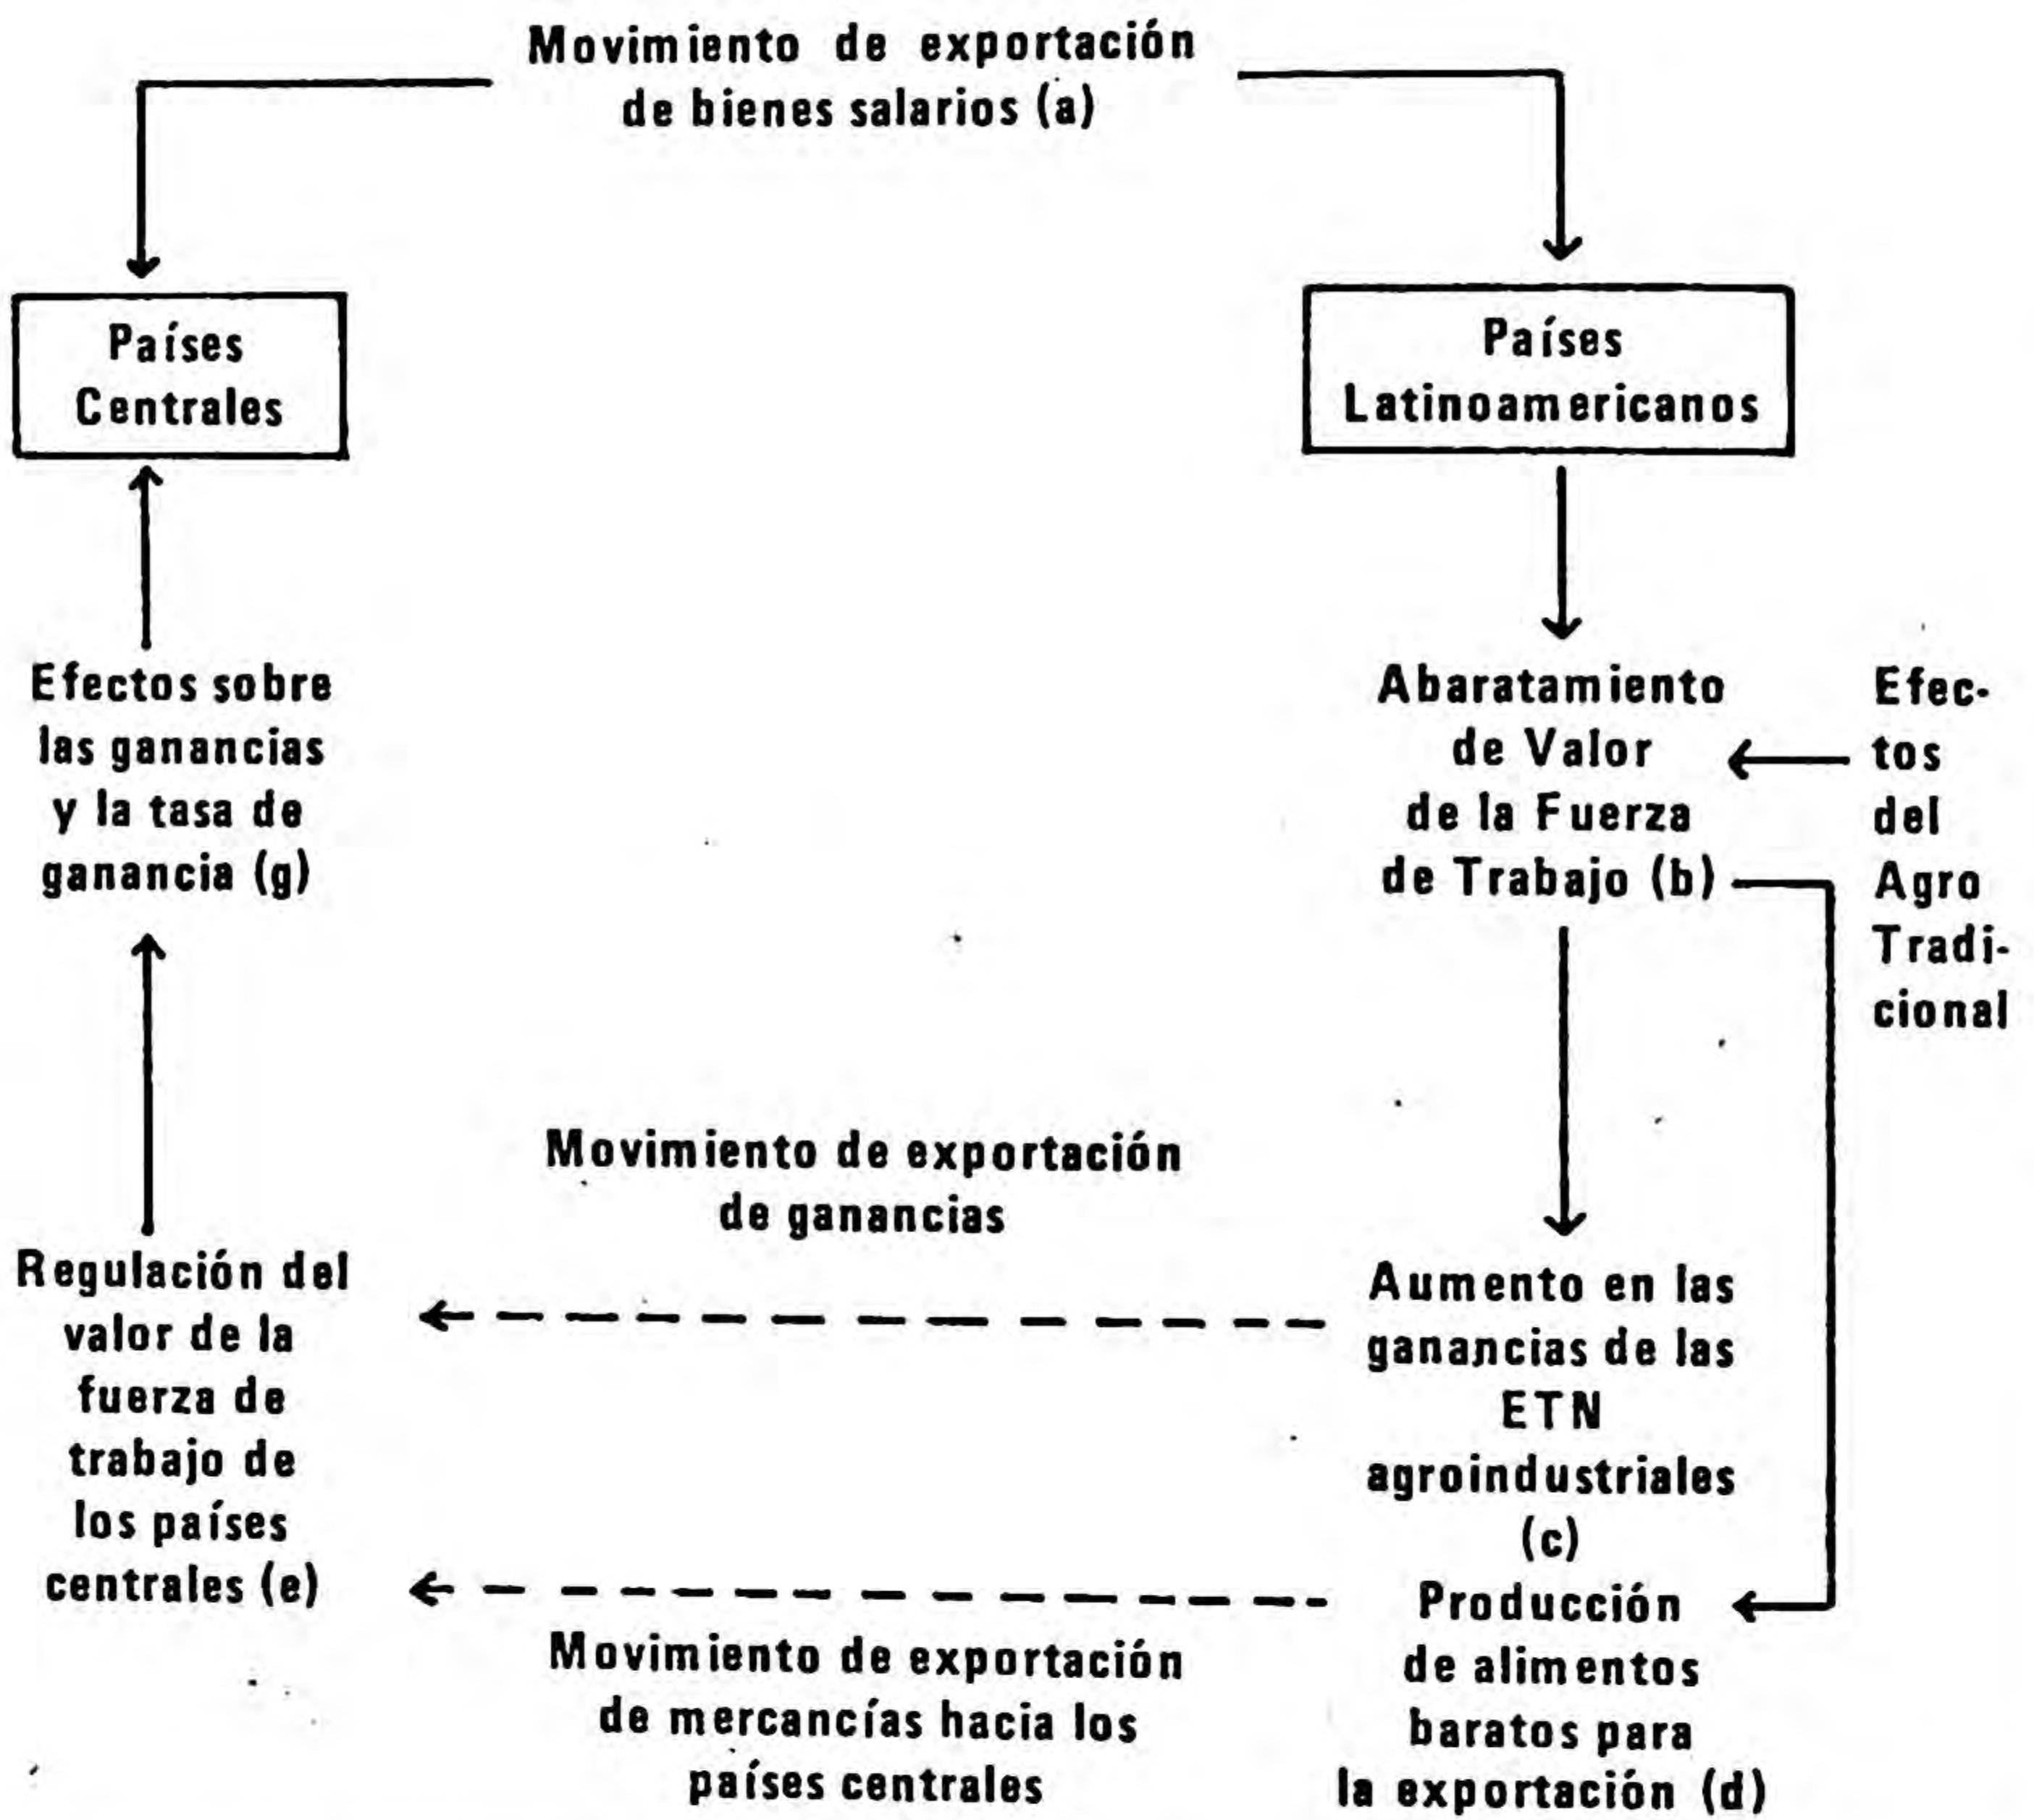 Movimiento de exportación
de bienes salarios (a)
Países
Centrales
Países
Latinoamericanos
Efectos sobre
las ganancias
y la tasa de
ganancia (g)
Abaratamiento
de Valor
de la Fuerza
de Trabajo (b)
Efec-
tos
del
Agro
Tradi-
cional
Movimiento de exportación
de ganancias
Regulación del
valor de la
fuerza de
trabajo de
los países
centrales (e)
Aumento en las
ganancias de las
ETN
agroindustriales
(c)
Producción
de alimentos
baratos para
la exportación (d)
Movimiento de exportación
de mercancías hacia los
países centrales